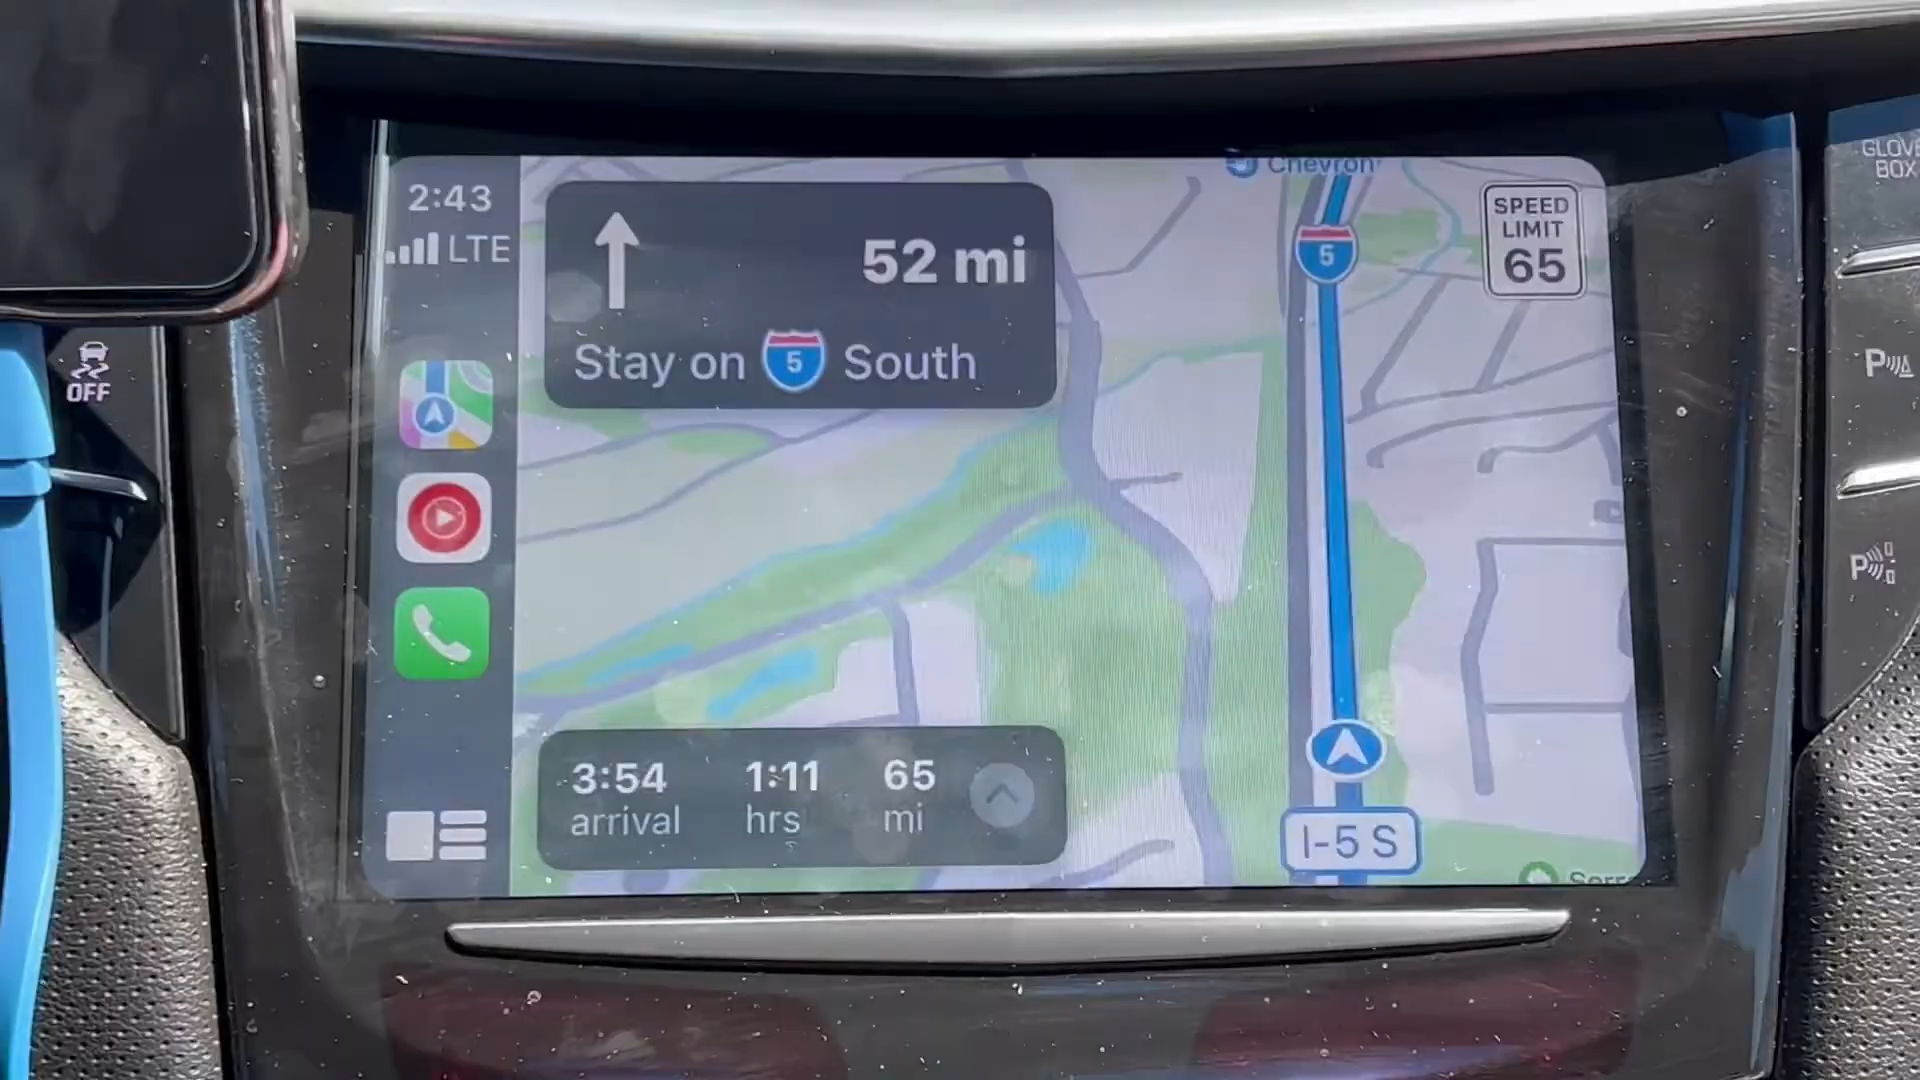 2:43
LTE
52 mi
Stay on 5 South
Chevron
5
SPEED
LIMIT
65
3:54
arrival
1:11
hrs
65
mi
I-5 S
OFF
GLOVE
BOX
P
P